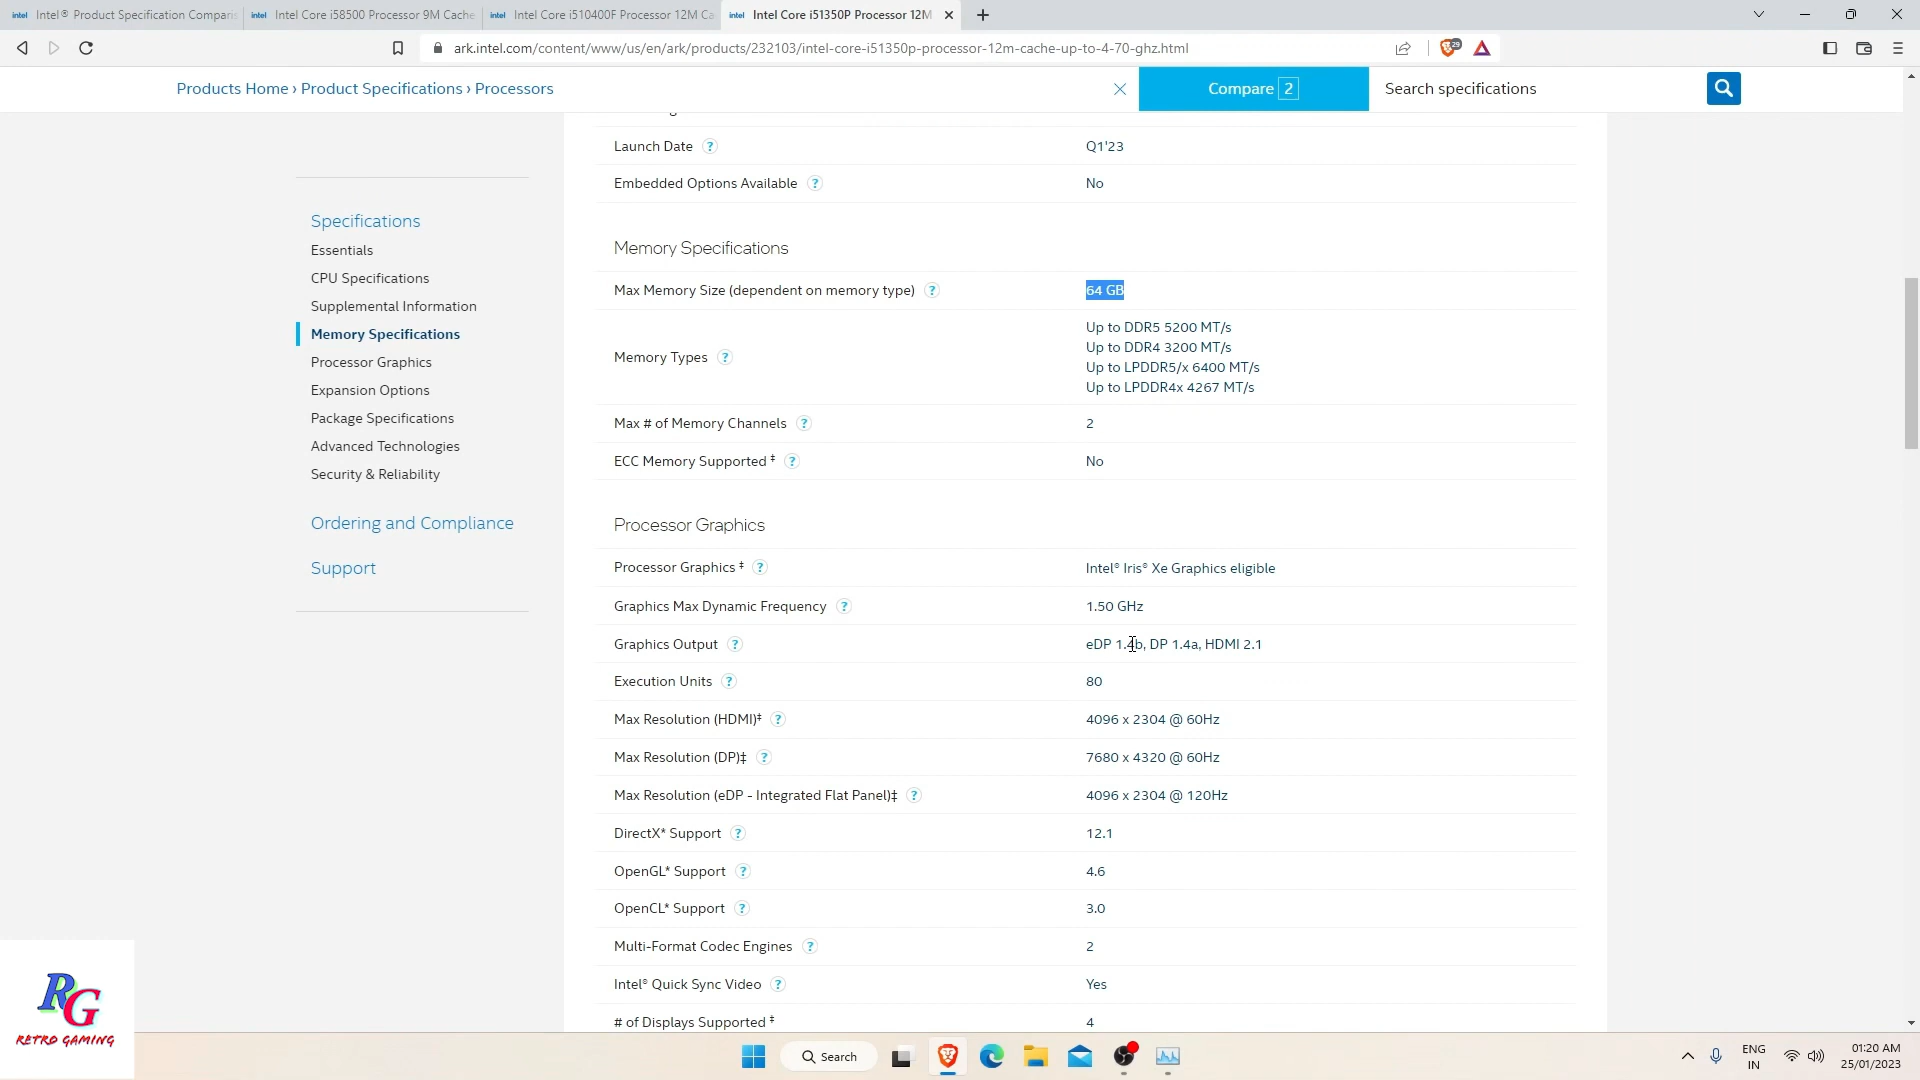 intel Intel® Product Specification Comparis
intel Intel Core i58500 Processor 9M Cache
intel Intel Core i510400F Processor 12M Ca
intel Intel Core i51350P Processor 12M
ark.intel.com/content/www/us/en/ark/products/232103/intel-core-i51350p-processor-12m-cache-up-to-4-70-ghz.html
Products Home › Product Specifications › Processors
Compare 2
Search specifications
Launch Date ? Q1'23
Embedded Options Available ? No
Specifications
Essentials
CPU Specifications
Supplemental Information
Memory Specifications
Processor Graphics
Expansion Options
Package Specifications
Advanced Technologies
Security & Reliability
Ordering and Compliance
Support
Memory Specifications
Max Memory Size (dependent on memory type) ? 64 GB
Memory Types ?
Up to DDR5 5200 MT/s
Up to DDR4 3200 MT/s
Up to LPDDR5/x 6400 MT/s
Up to LPDDR4x 4267 MT/s
Max # of Memory Channels ? 2
ECC Memory Supported ‡ ? No
Processor Graphics
Processor Graphics ‡ ? Intel® Iris® Xe Graphics eligible
Graphics Max Dynamic Frequency ? 1.50 GHz
Graphics Output ? eDP 1.4b, DP 1.4a, HDMI 2.1
Execution Units ? 80
Max Resolution (HDMI)‡ ? 4096 x 2304 @ 60Hz
Max Resolution (DP)‡ ? 7680 x 4320 @ 60Hz
Max Resolution (eDP - Integrated Flat Panel)‡ ? 4096 x 2304 @ 120Hz
DirectX* Support ? 12.1
OpenGL* Support ? 4.6
OpenCL* Support ? 3.0
Multi-Format Codec Engines ? 2
Intel® Quick Sync Video ? Yes
# of Displays Supported ‡ 4
RG
RETRO GAMING
Search
ENG
IN
01:20 AM
25/01/2023